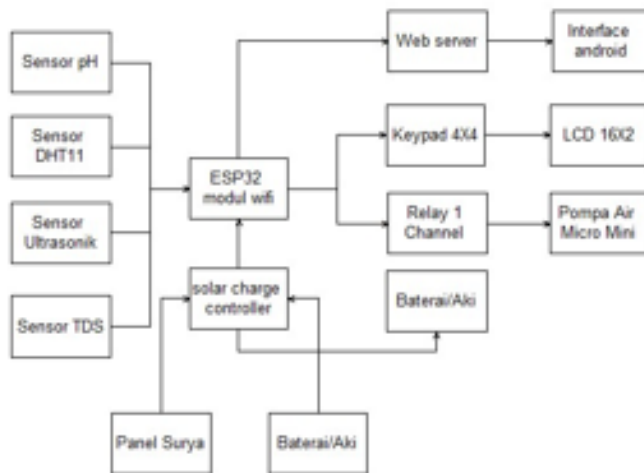 Sensor pH
Sensor
DHT11
Sensor
Ultrasonik
Sensor TDS
ESP32
modul wifi
solar charge
controller
Panel Surya
Baterai/Aki
Web server
Interface
android
Keypad 4X4
LCD 16X2
Relay 1
Channel
Pompa Air
Micro Mini
Baterai/Aki